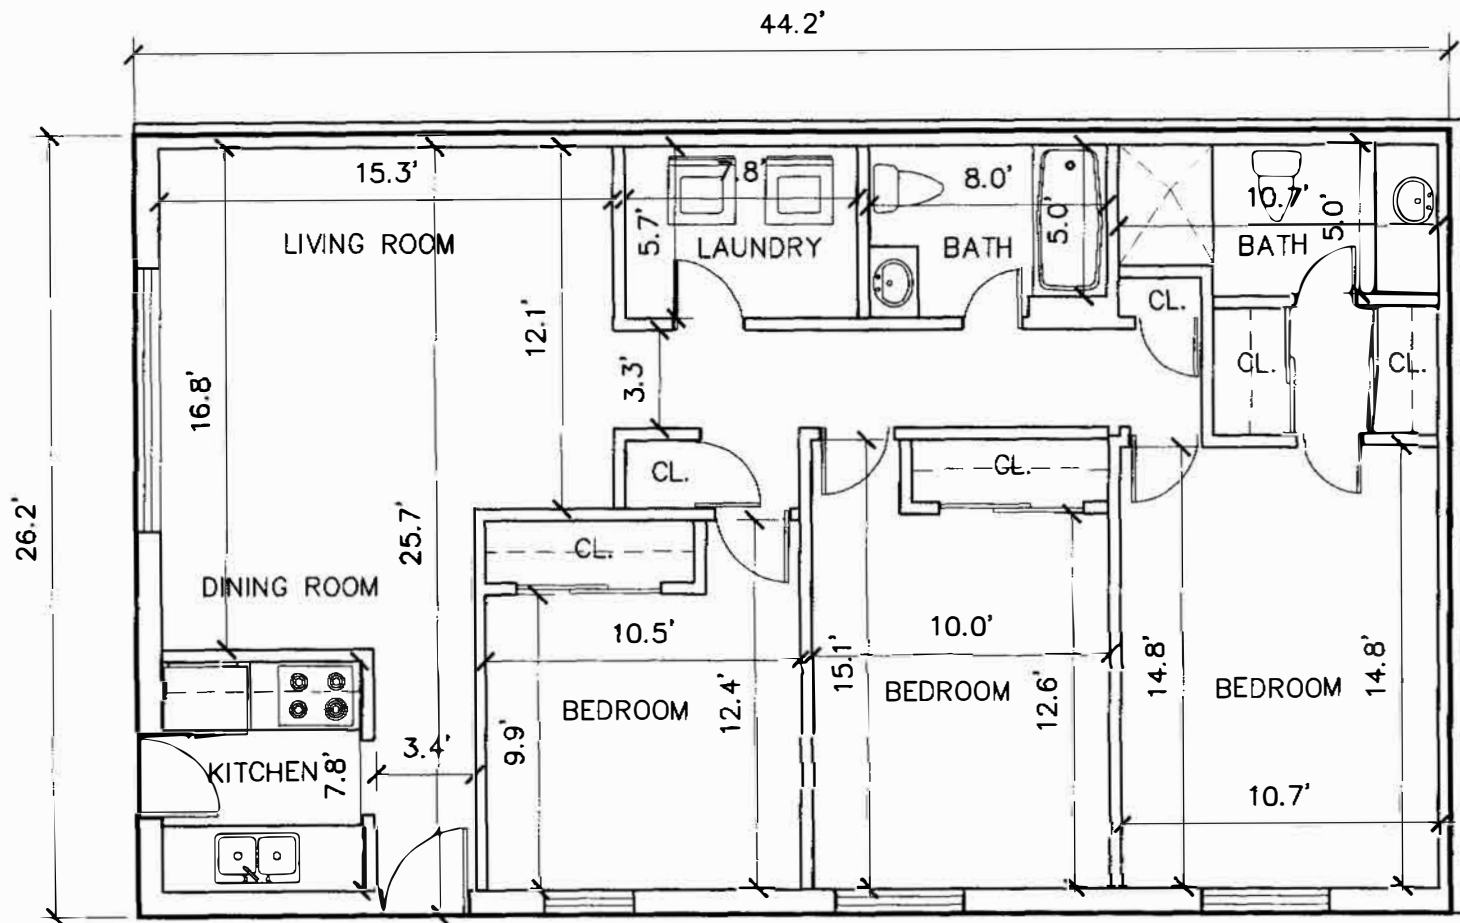 44.2'
15.3'
7.8'
8.0'
10.7'
LIVING ROOM
5.7'
LAUNDRY
BATH
5.0'
BATH
5.0'
CL.
12.1'
3.3'
CL.
CL.
16.8'
CL.
CL.
26.2'
25.7'
CL.
DINING ROOM
10.5'
10.0'
15.1'
14.8'
14.8'
BEDROOM
12.4'
BEDROOM
12.6'
BEDROOM
9.9'
3.4'
KITCHEN
7.8'
10.7'